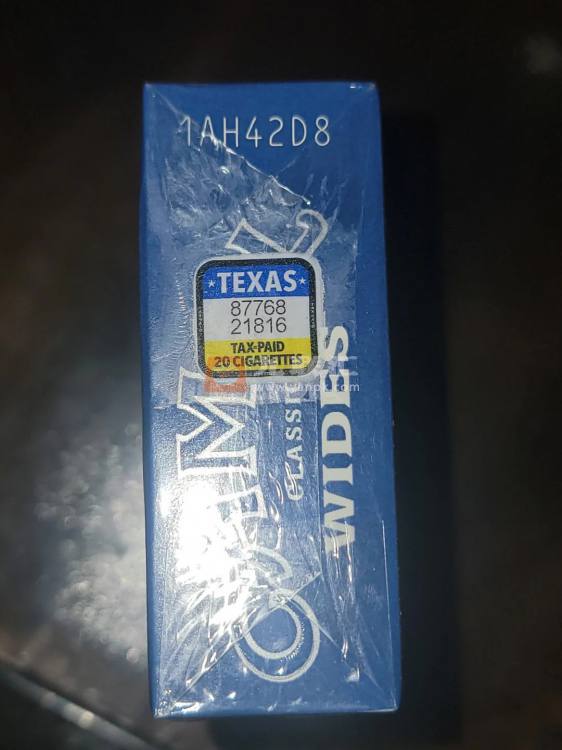 1AH42D8
TEXAS
87768
21816
TAX-PAID
20 CIGARETTES
CAMEL
CLASSIC
WIDES